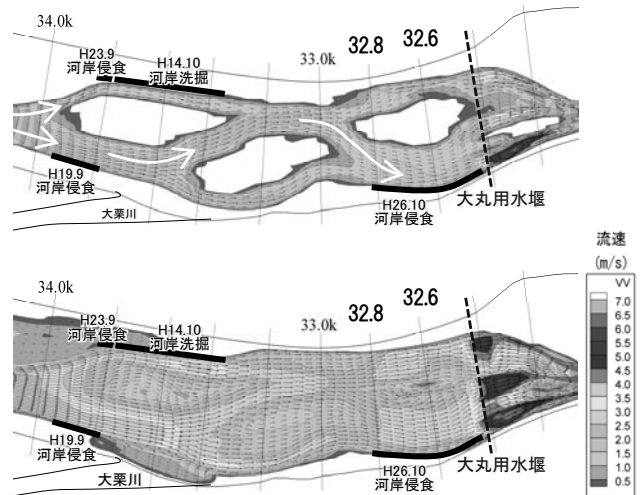 34.0k
H23.9
河岸侵食
H14.10
河岸洗掘
33.0k
32.8
32.6
H19.9
河岸侵食
大栗川
H26.10
河岸侵食
大丸用水堰
34.0k
H23.9
河岸侵食
H14.10
河岸洗掘
33.0k
32.8
32.6
H19.9
河岸侵食
大栗川
H26.10
河岸侵食
大丸用水堰
流速
(m/s)
VV
7.0
6.5
6.0
5.5
5.0
4.5
4.0
3.5
3.0
2.5
2.0
1.5
1.0
0.5